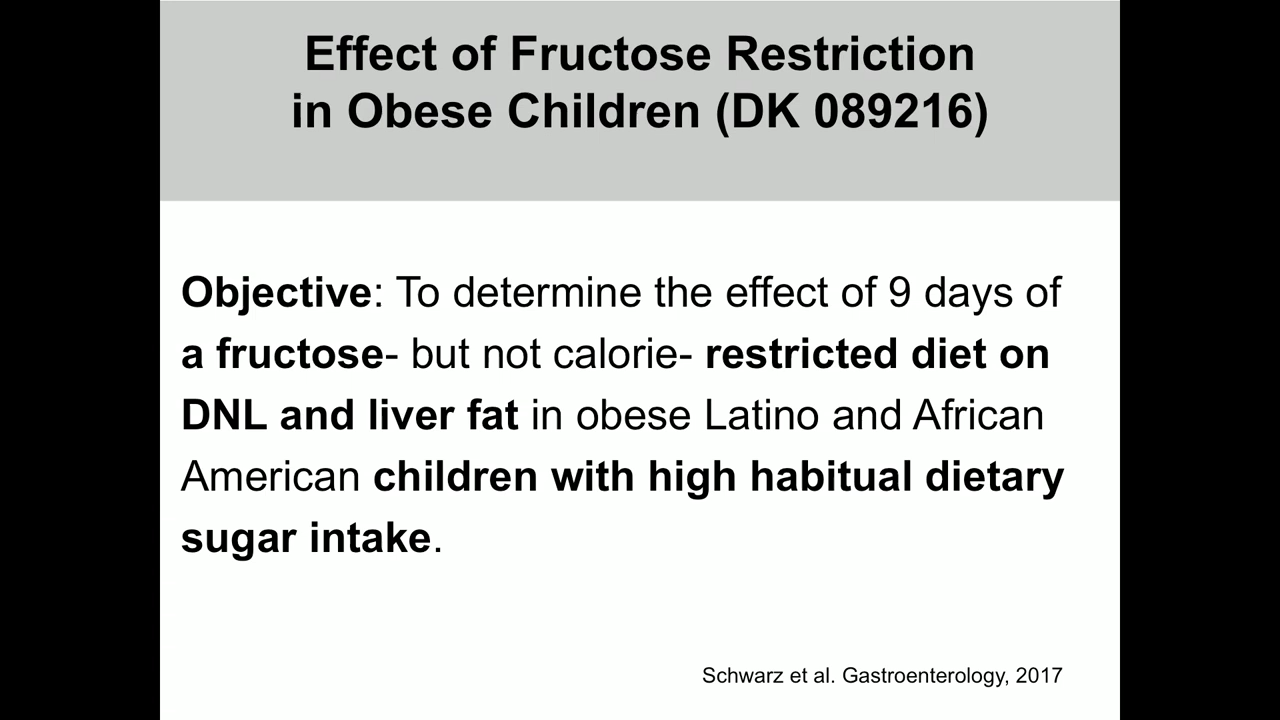 Effect of Fructose Restriction
in Obese Children (DK 089216)
Objective: To determine the effect of 9 days of
a fructose- but not calorie- restricted diet on
DNL and liver fat in obese Latino and African
American children with high habitual dietary
sugar intake.
Schwarz et al. Gastroenterology, 2017